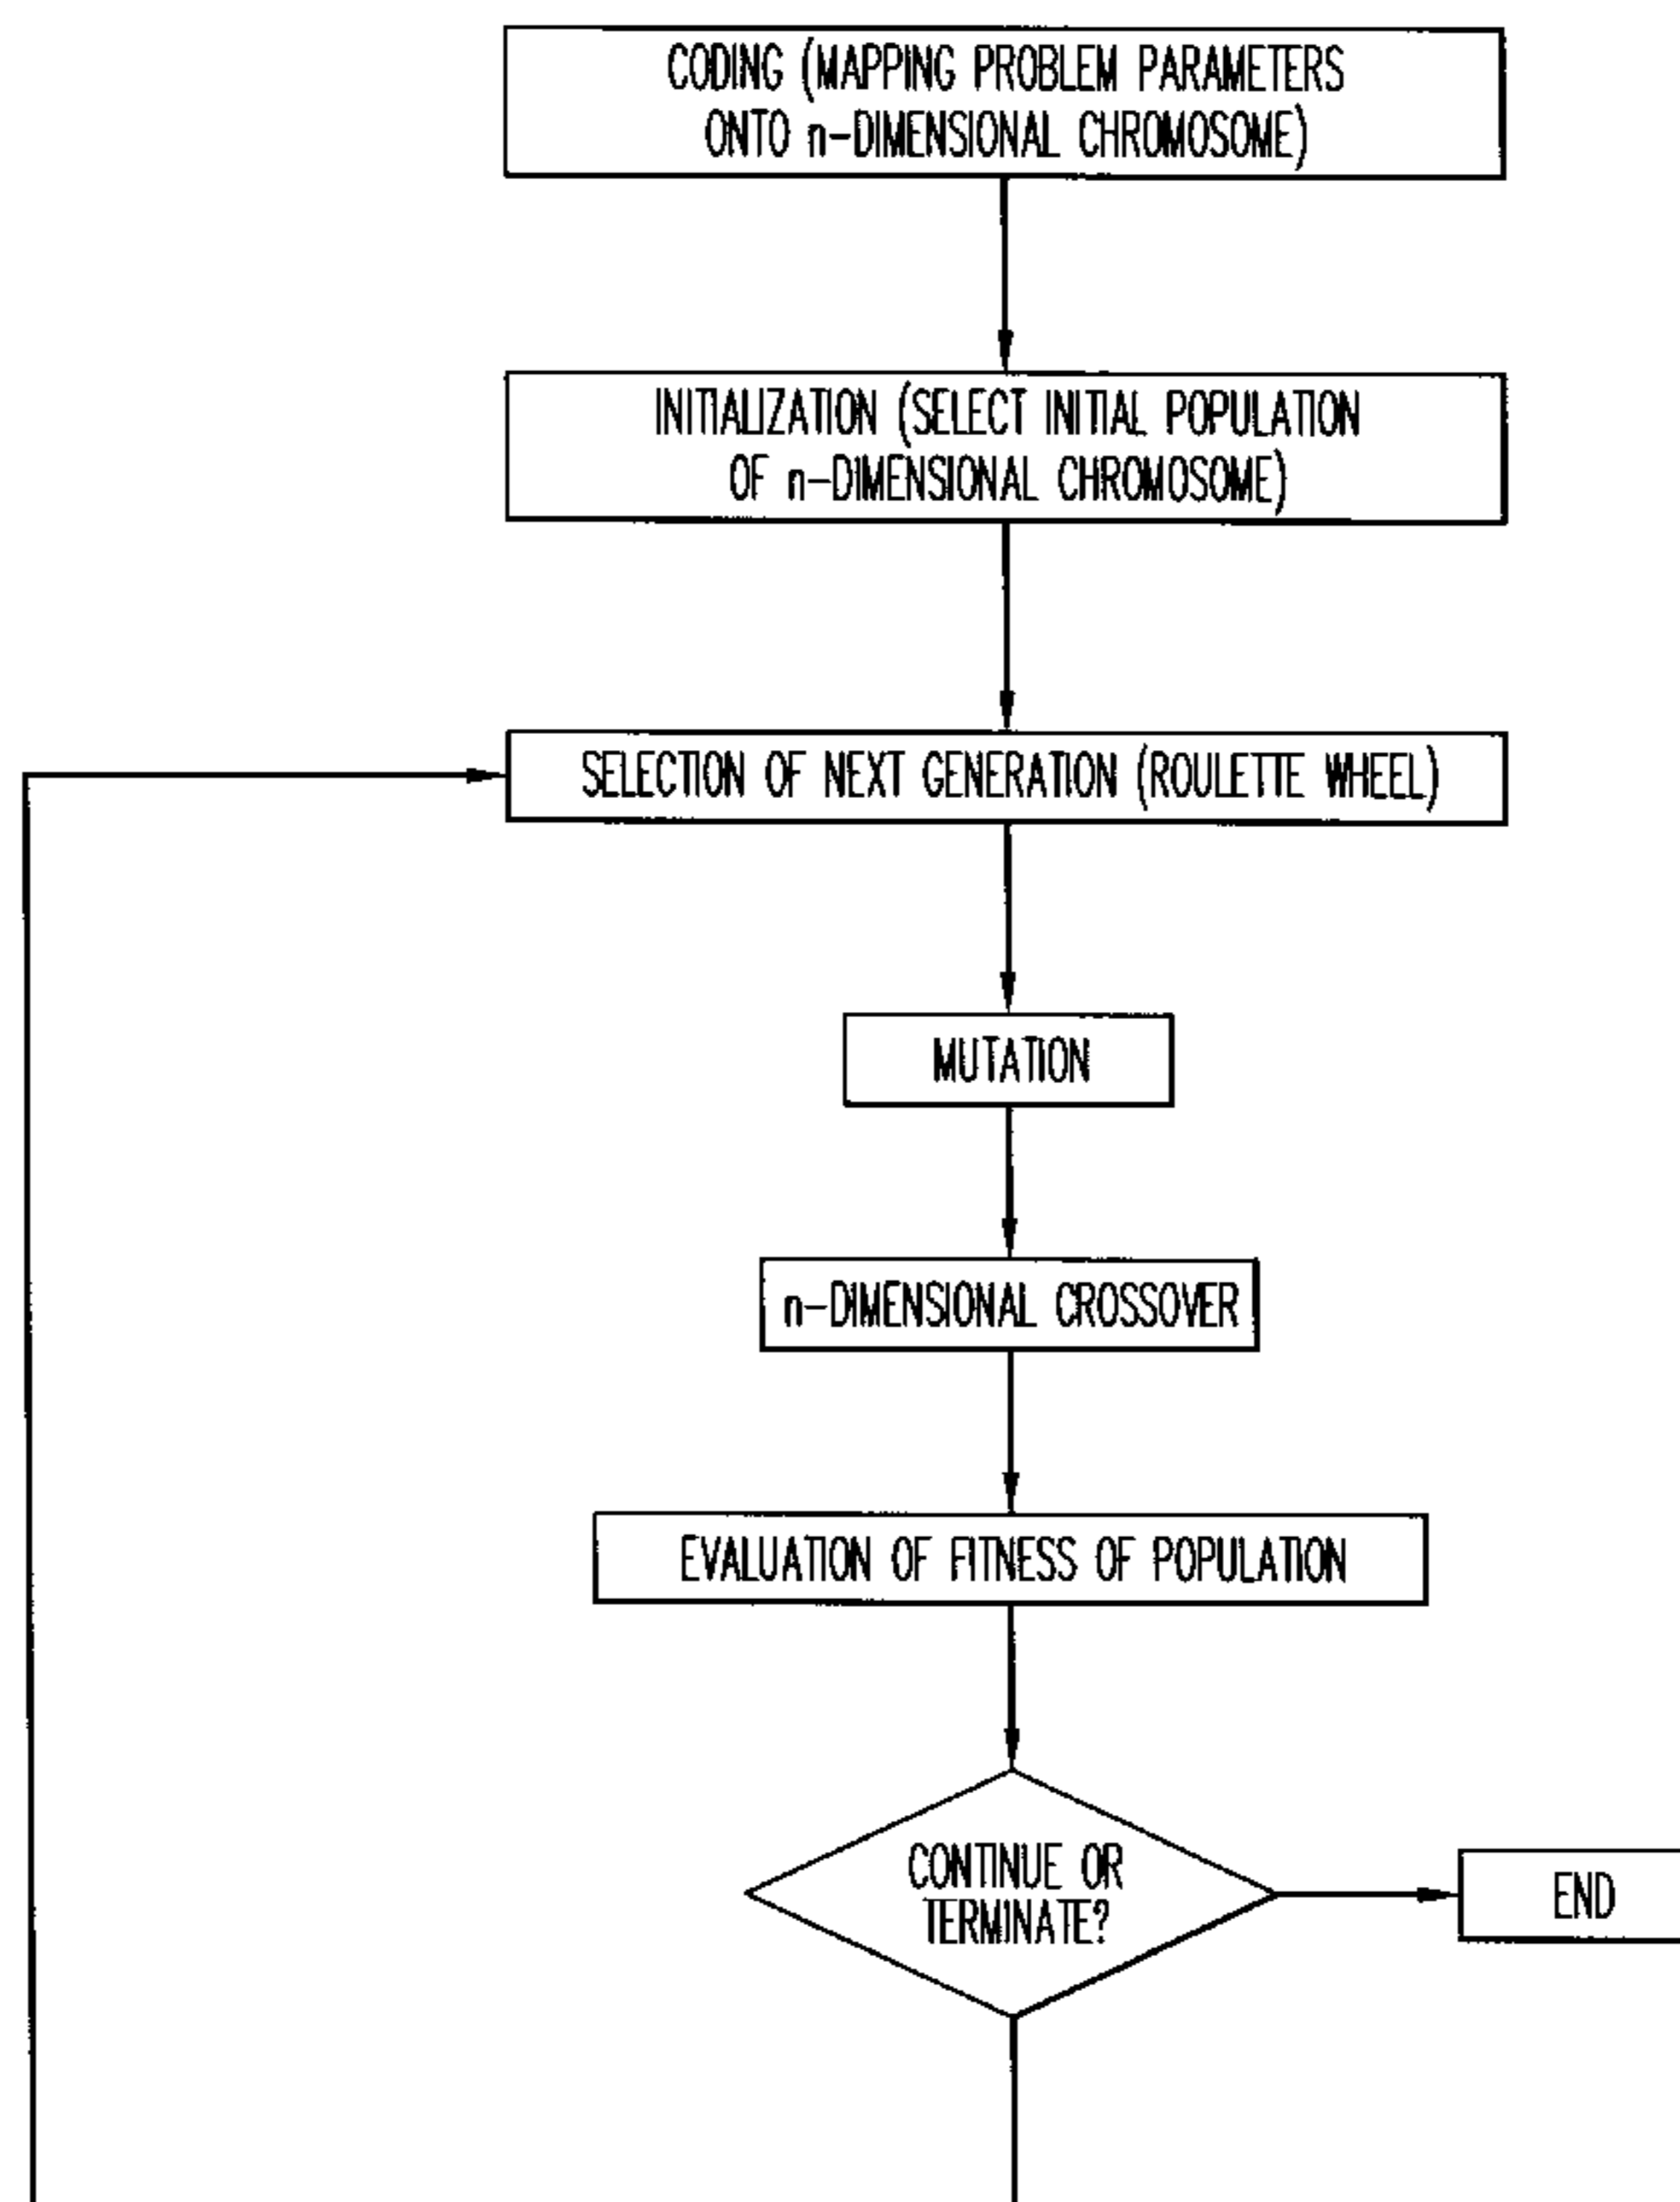 CODING (MAPPING PROBLEM PARAMETERS
ONTO n-DIMENSIONAL CHROMOSOME)
INITIALIZATION (SELECT INITIAL POPULATION
OF n-DIMENSIONAL CHROMOSOME)
SELECTION OF NEXT GENERATION (ROULETTE WHEEL)
MUTATION
n-DIMENSIONAL CROSSOVER
EVALUATION OF FITNESS OF POPULATION
CONTINUE OR
TERMINATE?
END